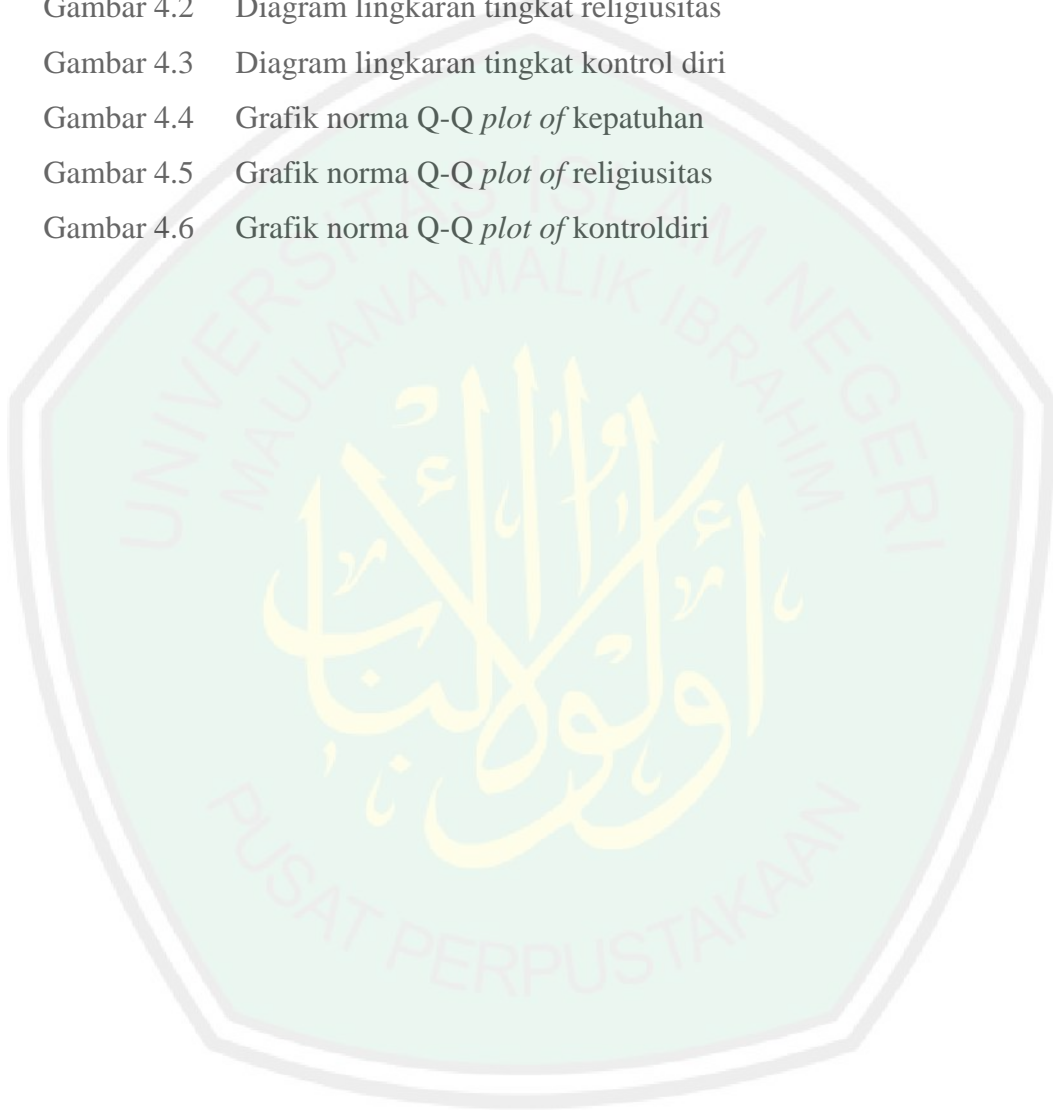 Gambar 4.2 Diagram lingkaran tingkat religiusitas
Gambar 4.3 Diagram lingkaran tingkat kontrol diri
Gambar 4.4 Grafik norma Q-Q plot of kepatuhan
Gambar 4.5 Grafik norma Q-Q plot of religiusitas
Gambar 4.6 Grafik norma Q-Q plot of kontroldiri
UNIVERSITAS ISLAM NEGERI
MAULANA MALIK IBRAHIM
أولوا الألباب
PUSAT PERPUSTAKAAN